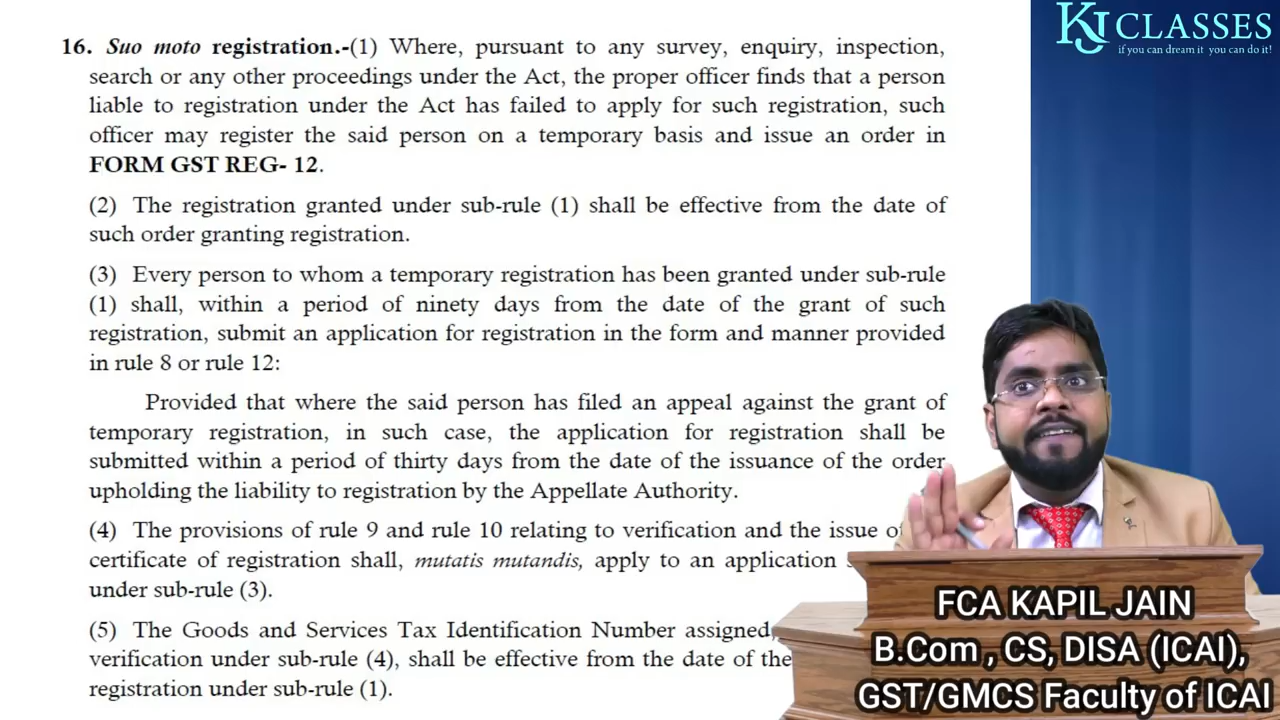 16. Suo moto registration.-(1) Where, pursuant to any survey, enquiry, inspection,
search or any other proceedings under the Act, the proper officer finds that a person
liable to registration under the Act has failed to apply for such registration, such
officer may register the said person on a temporary basis and issue an order in
FORM GST REG- 12.
(2) The registration granted under sub-rule (1) shall be effective from the date of
such order granting registration.
(3) Every person to whom a temporary registration has been granted under sub-rule
(1) shall, within a period of ninety days from the date of the grant of such
registration, submit an application for registration in the form and manner provided
in rule 8 or rule 12:
Provided that where the said person has filed an appeal against the grant of
temporary registration, in such case, the application for registration shall be
submitted within a period of thirty days from the date of the issuance of the order
upholding the liability to registration by the Appellate Authority.
(4) The provisions of rule 9 and rule 10 relating to verification and the issue
certificate of registration shall, mutatis mutandis, apply to an application
under sub-rule (3).
(5) The Goods and Services Tax Identification Number assigned,
verification under sub-rule (4), shall be effective from the date of the
registration under sub-rule (1).
KJ CLASSES
if you can dream it you can do it!
FCA KAPIL JAIN
B.Com , CS, DISA (ICAI),
GST/GMCS Faculty of ICAI